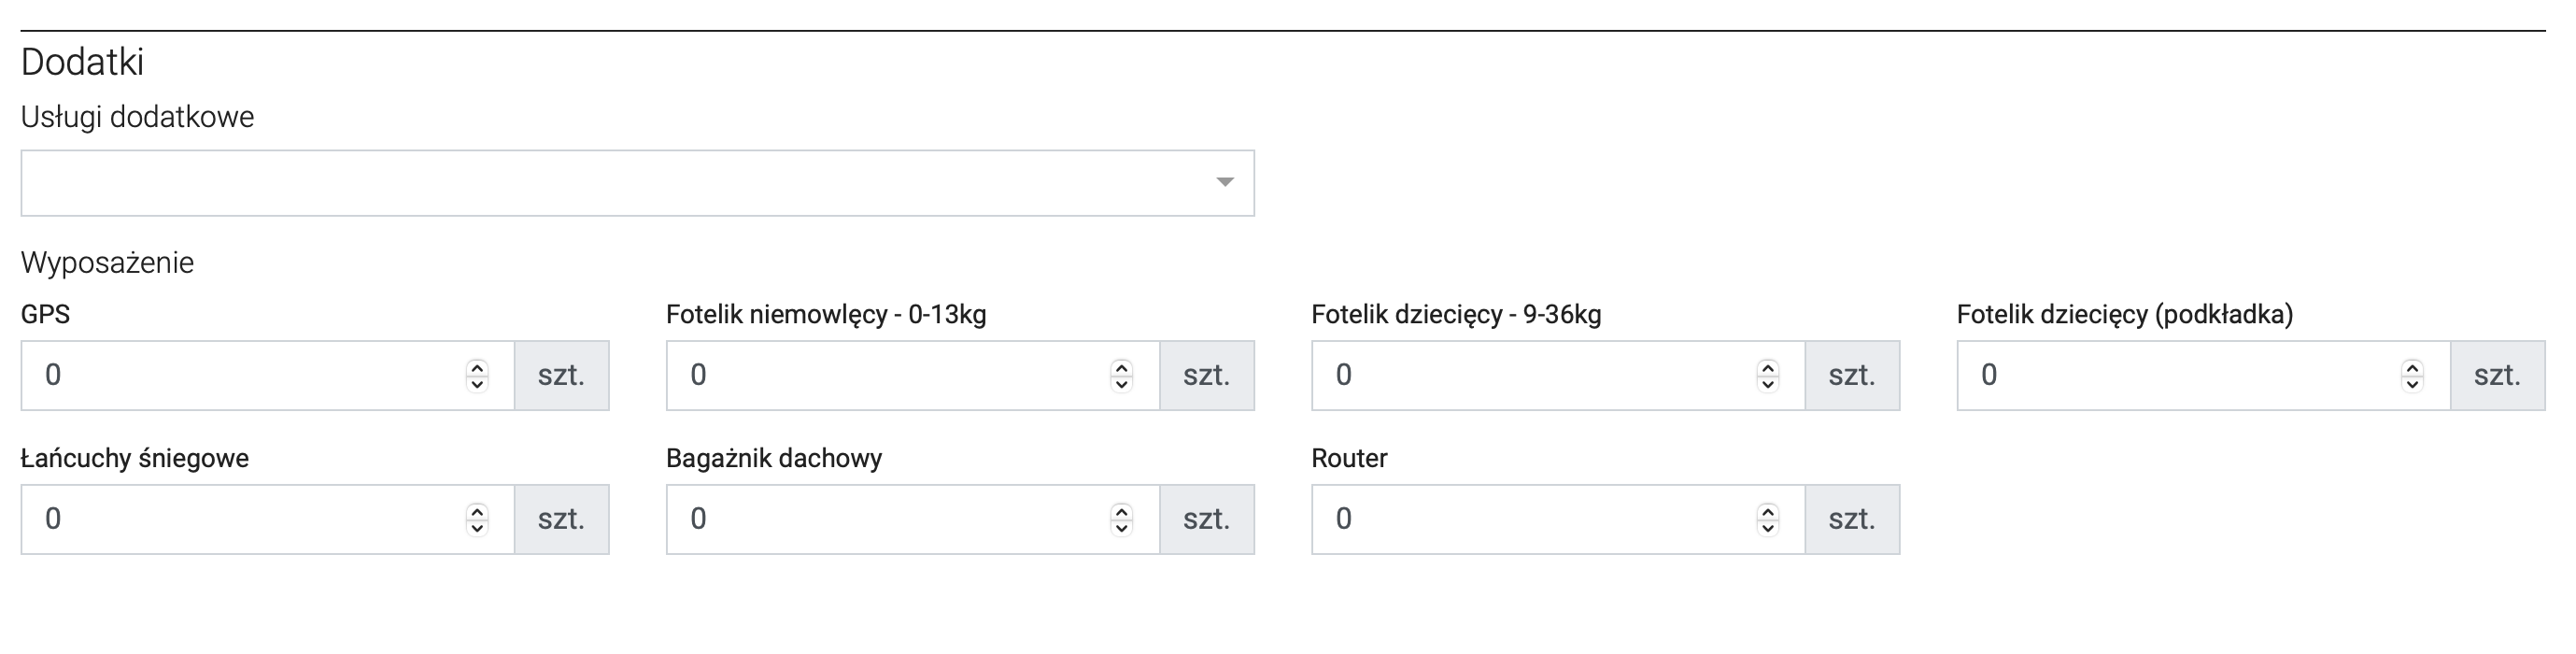 Dodatki
Usługi dodatkowe
Wyposażenie
GPS
Fotelik niemowlęcy - 0-13kg
Fotelik dziecięcy - 9-36kg
Fotelik dziecięcy (podkładka)
0 szt.
0 szt.
0 szt.
0 szt.
Łańcuchy śniegowe
Bagażnik dachowy
Router
0 szt.
0 szt.
0 szt.